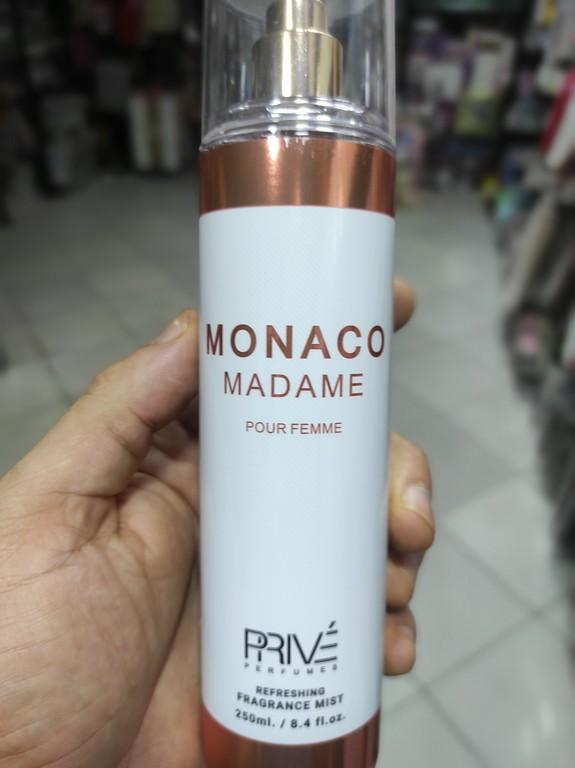 MONACO
MADAME
POUR FEMME
PRIVÉ
PERFUMES
REFRESHING
FRAGRANCE MIST
250ml. / 8.4 fl.oz.